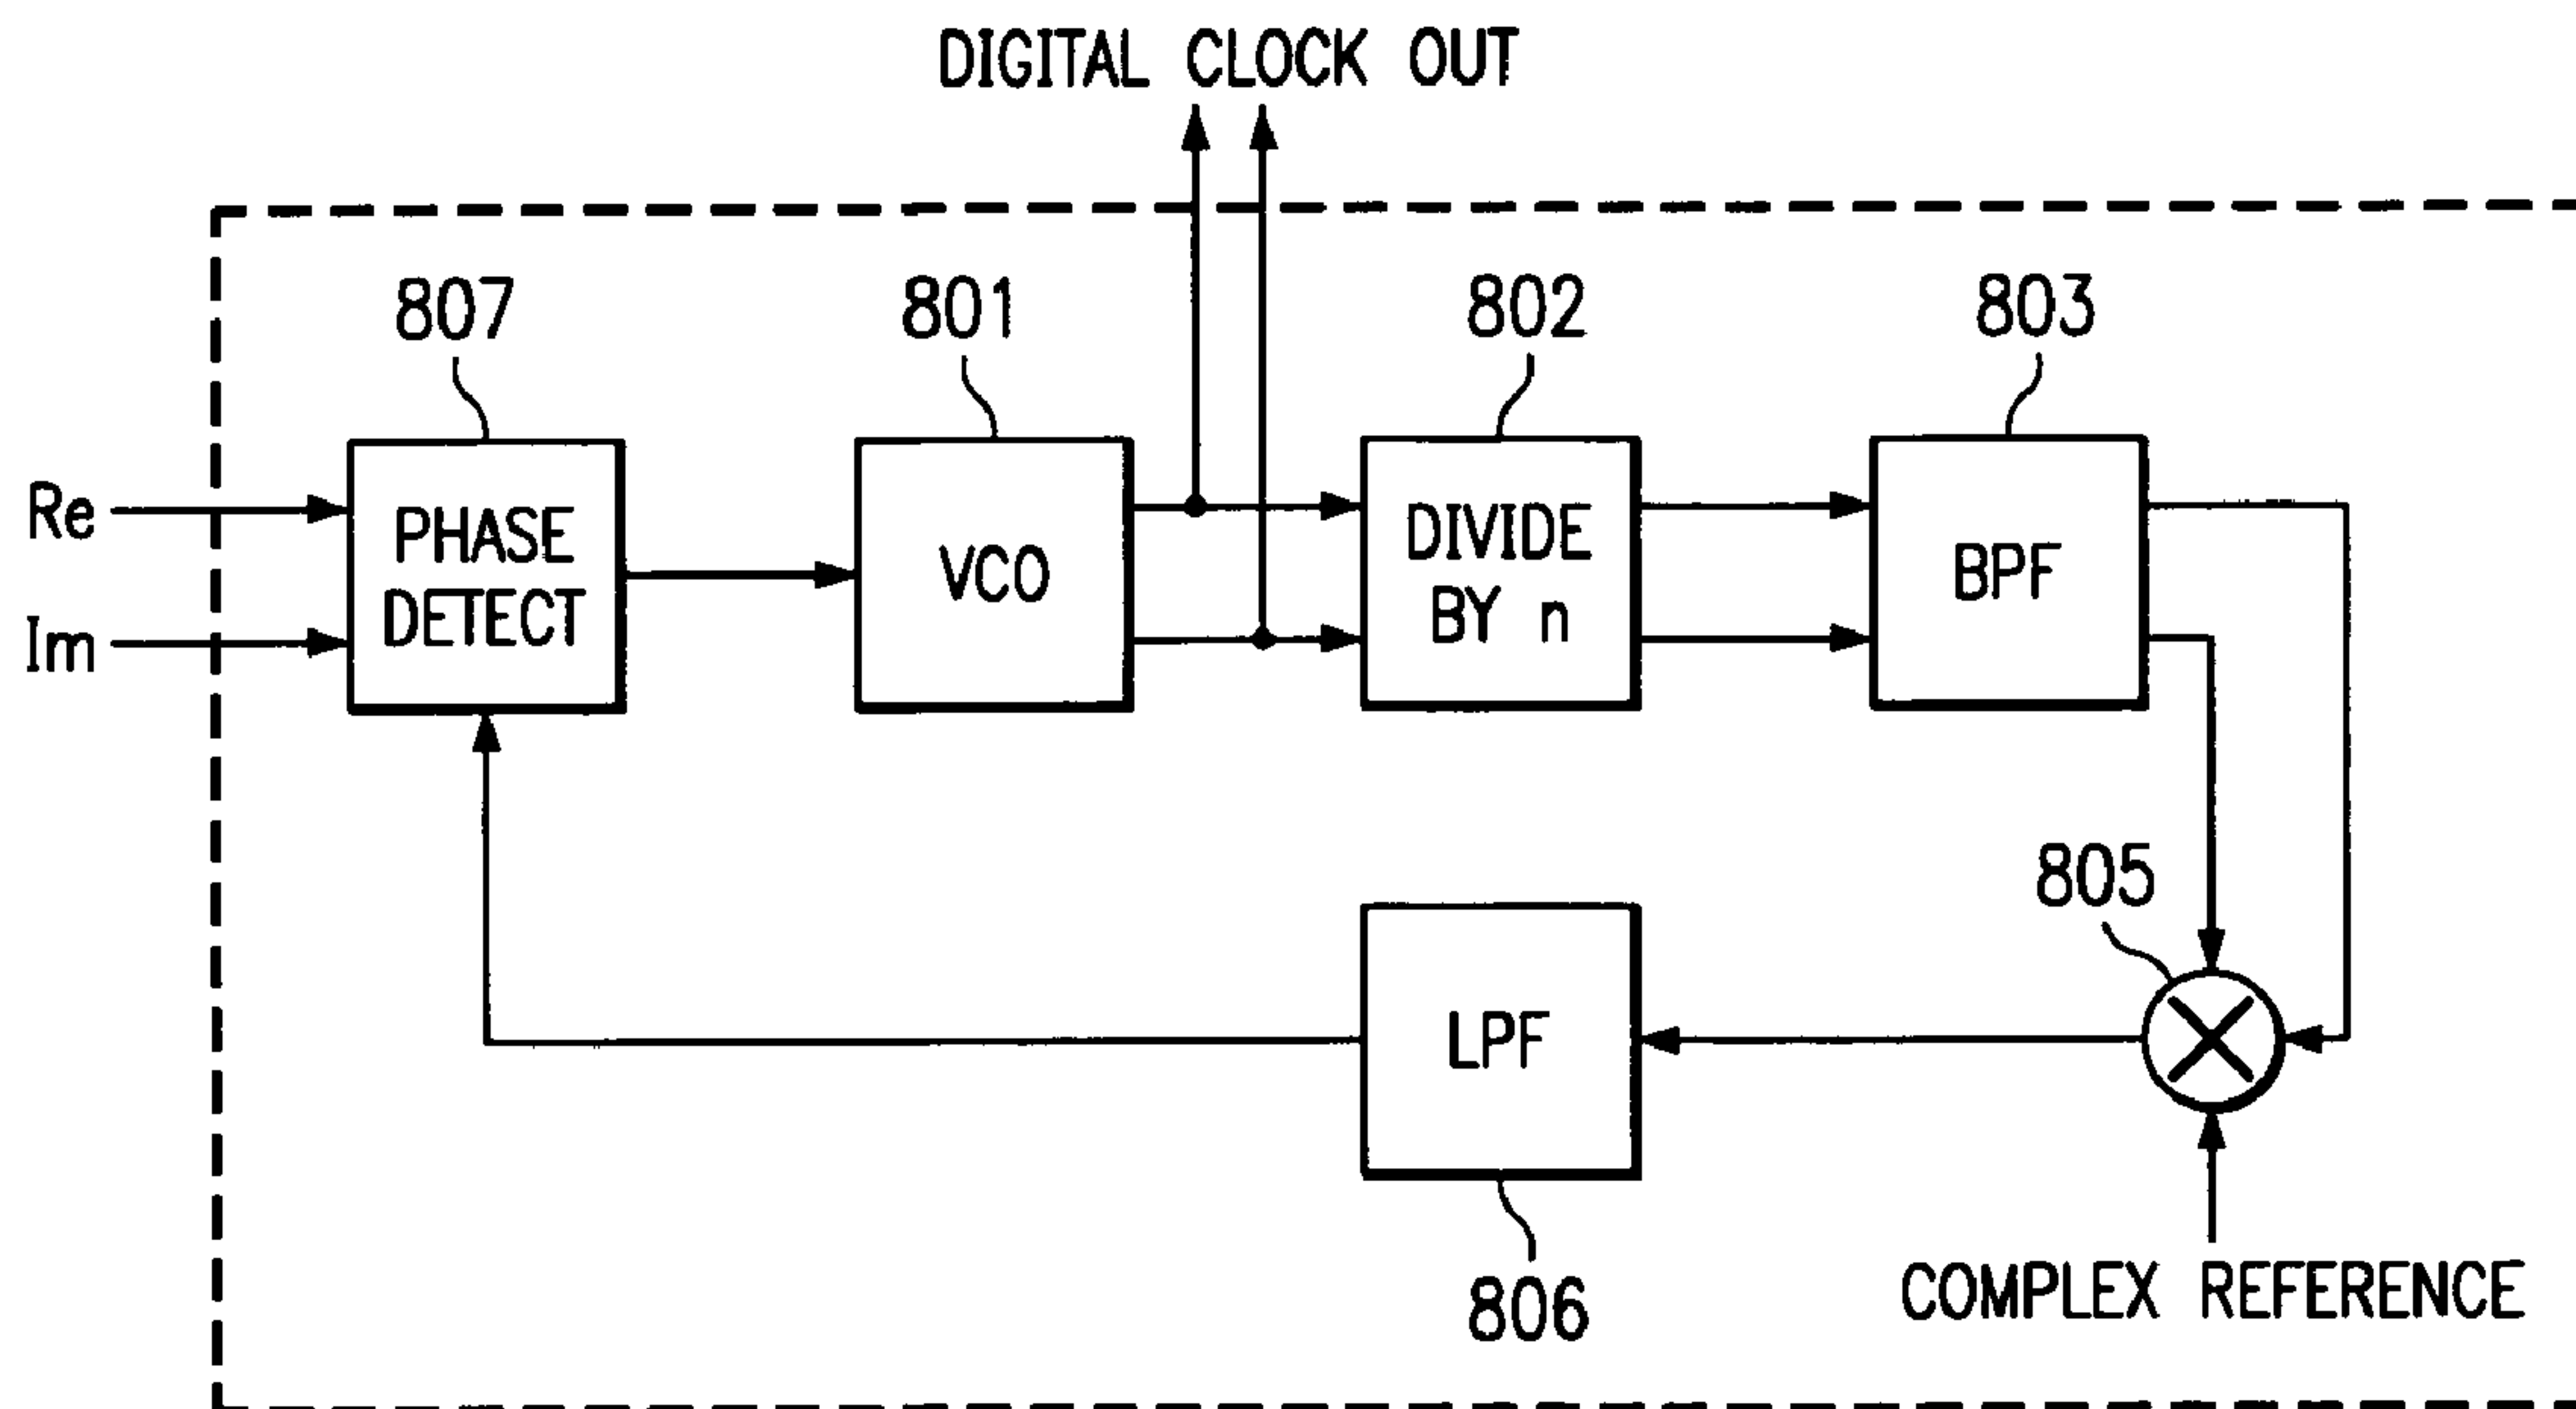 DIGITAL CLOCK OUT
807
801
802
803
Re
Im
PHASE
DETECT
VCO
DIVIDE
BY n
BPF
805
LPF
806
COMPLEX REFERENCE